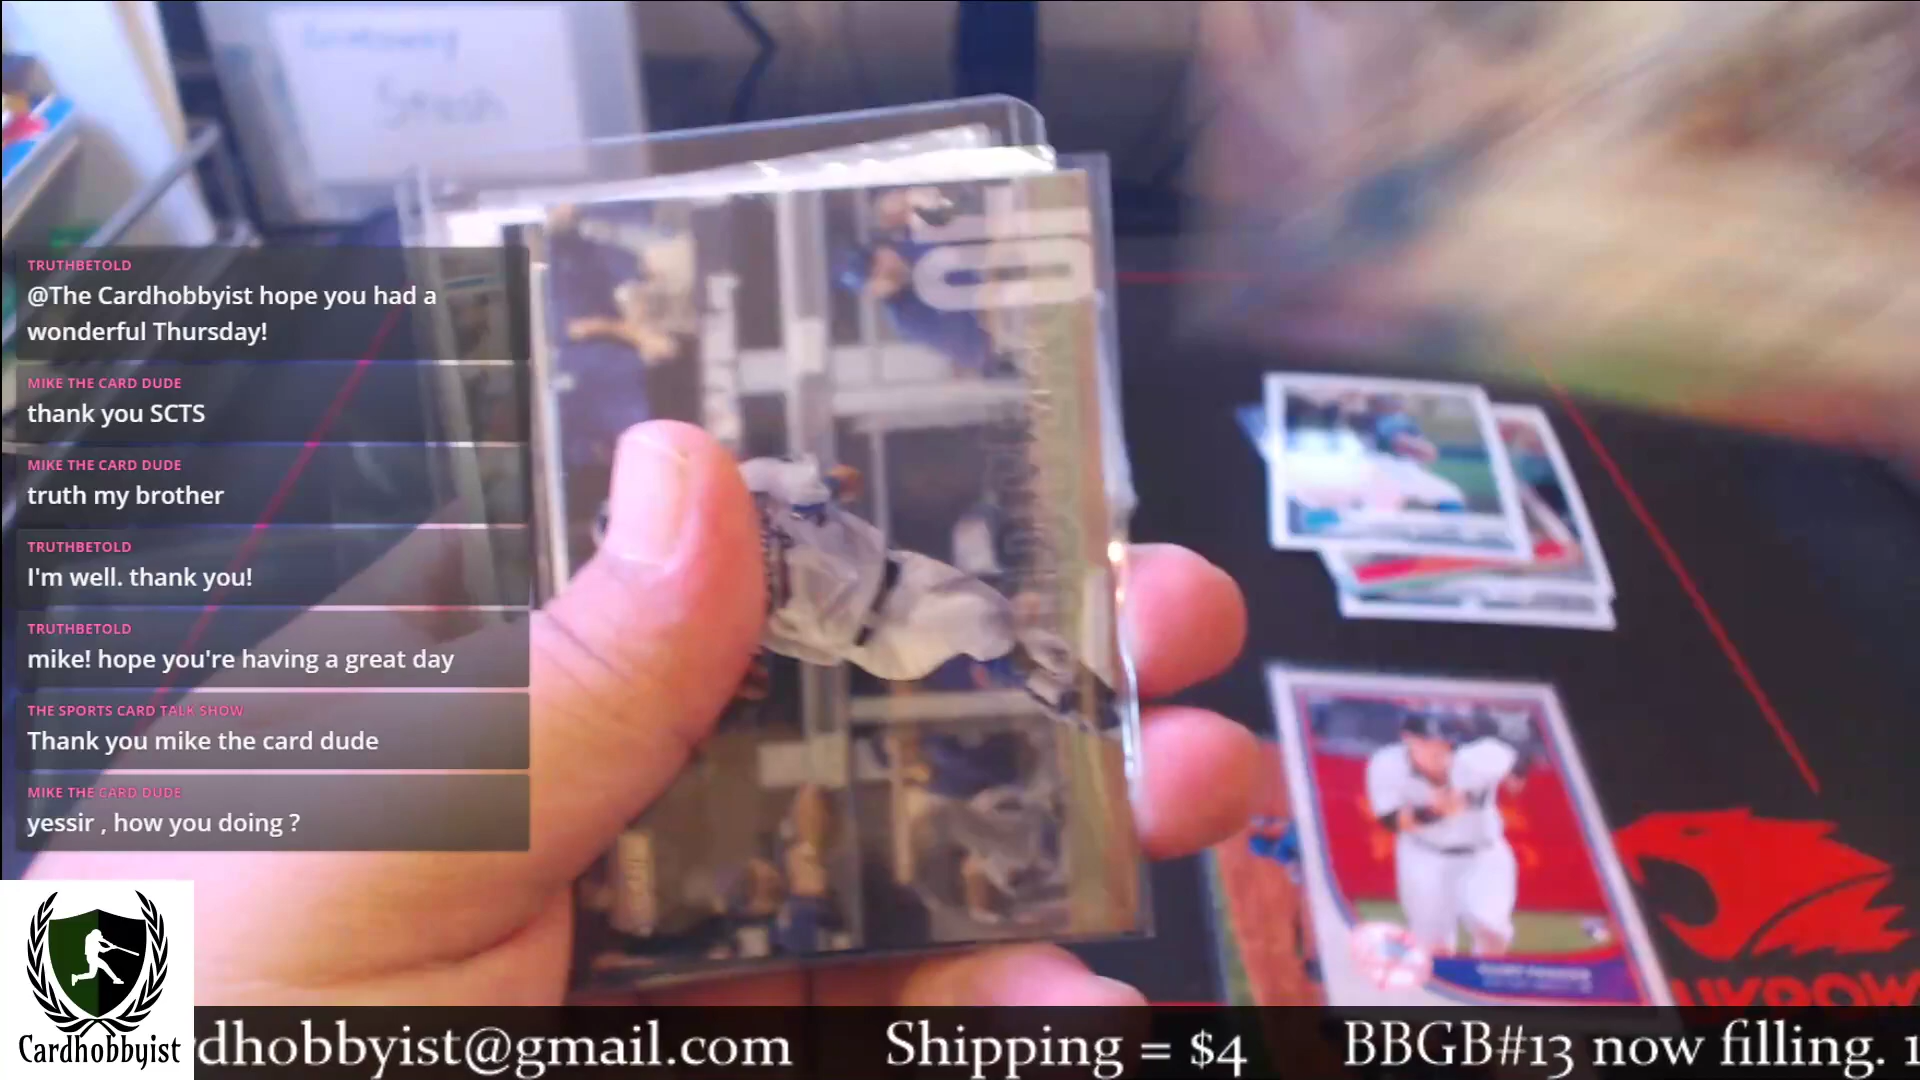 Giveaway
Stash
TRUTHBETOLD
@The Cardhobbyist hope you had a
wonderful Thursday!
MIKE THE CARD DUDE
thank you SCTS
MIKE THE CARD DUDE
truth my brother
TRUTHBETOLD
I'm well. thank you!
TRUTHBETOLD
mike! hope you're having a great day
THE SPORTS CARD TALK SHOW
Thank you mike the card dude
MIKE THE CARD DUDE
yessir , how you doing ?
Cardhobbyist
dhobbyist@gmail.com Shipping = $4 BBGB#13 now filling. 1